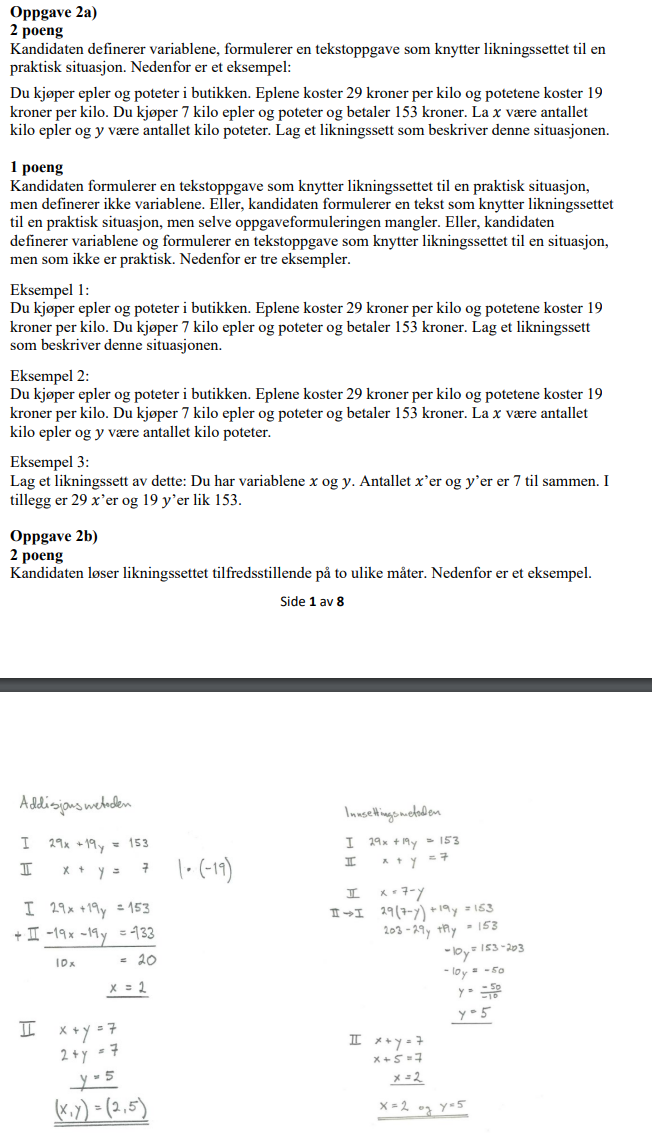 Oppgave 2a)
2 poeng
Kandidaten definerer variablene, formulerer en tekstoppgave som knytter likningssettet til en
praktisk situasjon. Nedenfor er et eksempel:
Du kjøper epler og poteter i butikken. Eplene koster 29 kroner per kilo og potetene koster 19
kroner per kilo. Du kjøper 7 kilo epler og poteter og betaler 153 kroner. La x være antallet
kilo epler og y være antallet kilo poteter. Lag et likningssett som beskriver denne situasjonen.
1 poeng
Kandidaten formulerer en tekstoppgave som knytter likningssettet til en praktisk situasjon,
men definerer ikke variablene. Eller, kandidaten formulerer en tekst som knytter likningssettet
til en praktisk situasjon, men selve oppgaveformuleringen mangler. Eller, kandidaten
definerer variablene og formulerer en tekstoppgave som knytter likningssettet til en situasjon,
men som ikke er praktisk. Nedenfor er tre eksempler.
Eksempel 1:
Du kjøper epler og poteter i butikken. Eplene koster 29 kroner per kilo og potetene koster 19
kroner per kilo. Du kjøper 7 kilo epler og poteter og betaler 153 kroner. Lag et likningssett
som beskriver denne situasjonen.
Eksempel 2:
Du kjøper epler og poteter i butikken. Eplene koster 29 kroner per kilo og potetene koster 19
kroner per kilo. Du kjøper 7 kilo epler og poteter og betaler 153 kroner. La x være antallet
kilo epler og y være antallet kilo poteter.
Eksempel 3:
Lag et likningssett av dette: Du har variablene x og y. Antallet x’er og y’er er 7 til sammen. I
tillegg er 29 x’er og 19 y’er lik 153.
Oppgave 2b)
2 poeng
Kandidaten løser likningssettet tilfredsstillende på to ulike måter. Nedenfor er et eksempel.
Side 1 av 8
Addisjonsmetoden
I 29x + 19y = 153
II x + y = 7 | · (-19)
I 29x + 19y = 153
+ II -19x - 19y = -133
10x = 20
x = 2
II x + y = 7
2 + y = 7
y = 5
(x,y) = (2,5)
Innsettingsmetoden
I 29x + 19y = 153
II x + y = 7
II x = 7-y
II→I 29(7-y) + 19y = 153
203 - 29y + 19y = 153
-10y = 153-203
-10y = -50
y = -50/-10
y = 5
II x + y = 7
x + 5 = 7
x = 2
x = 2 og y = 5